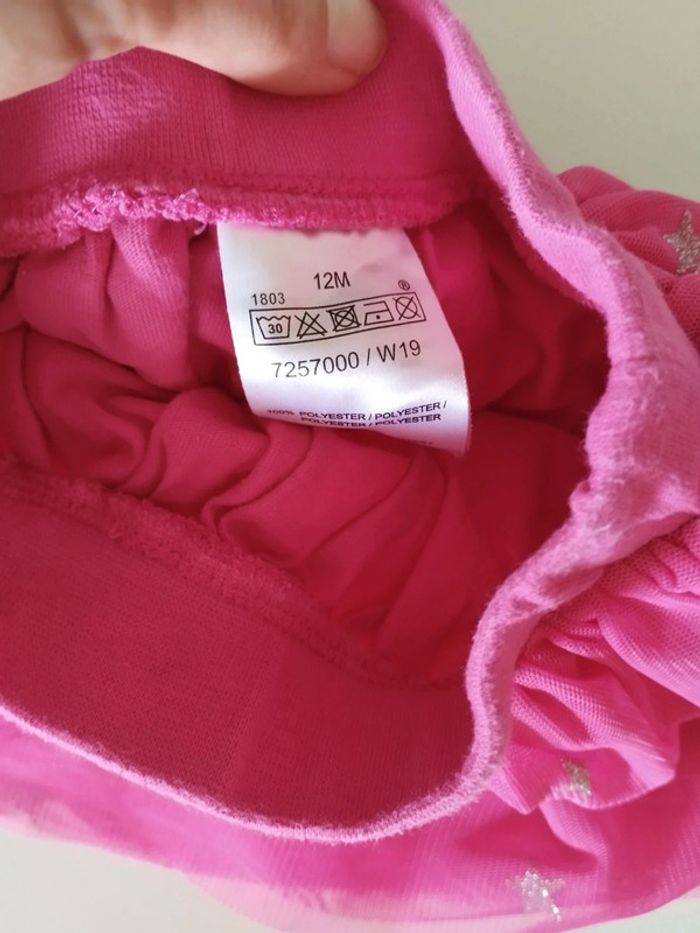 12M
1803 ®
30
7257000 / W19
100% POLYESTER / POLYESTER /
POLYESTER / POLYESTER